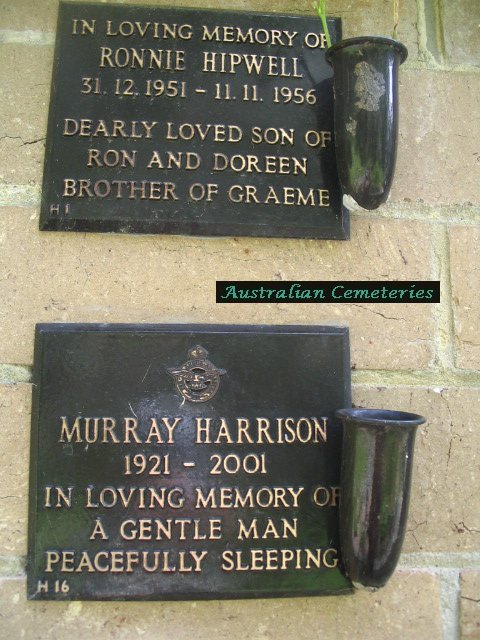 IN LOVING MEMORY OF
RONNIE HIPWELL
31. 12. 1951 - 11. 11. 1956
DEARLY LOVED SON OF
RON AND DOREEN
BROTHER OF GRAEME
H 1
Australian Cemeteries
MURRAY HARRISON
1921 - 2001
IN LOVING MEMORY OF
A GENTLE MAN
PEACEFULLY SLEEPING
H 16